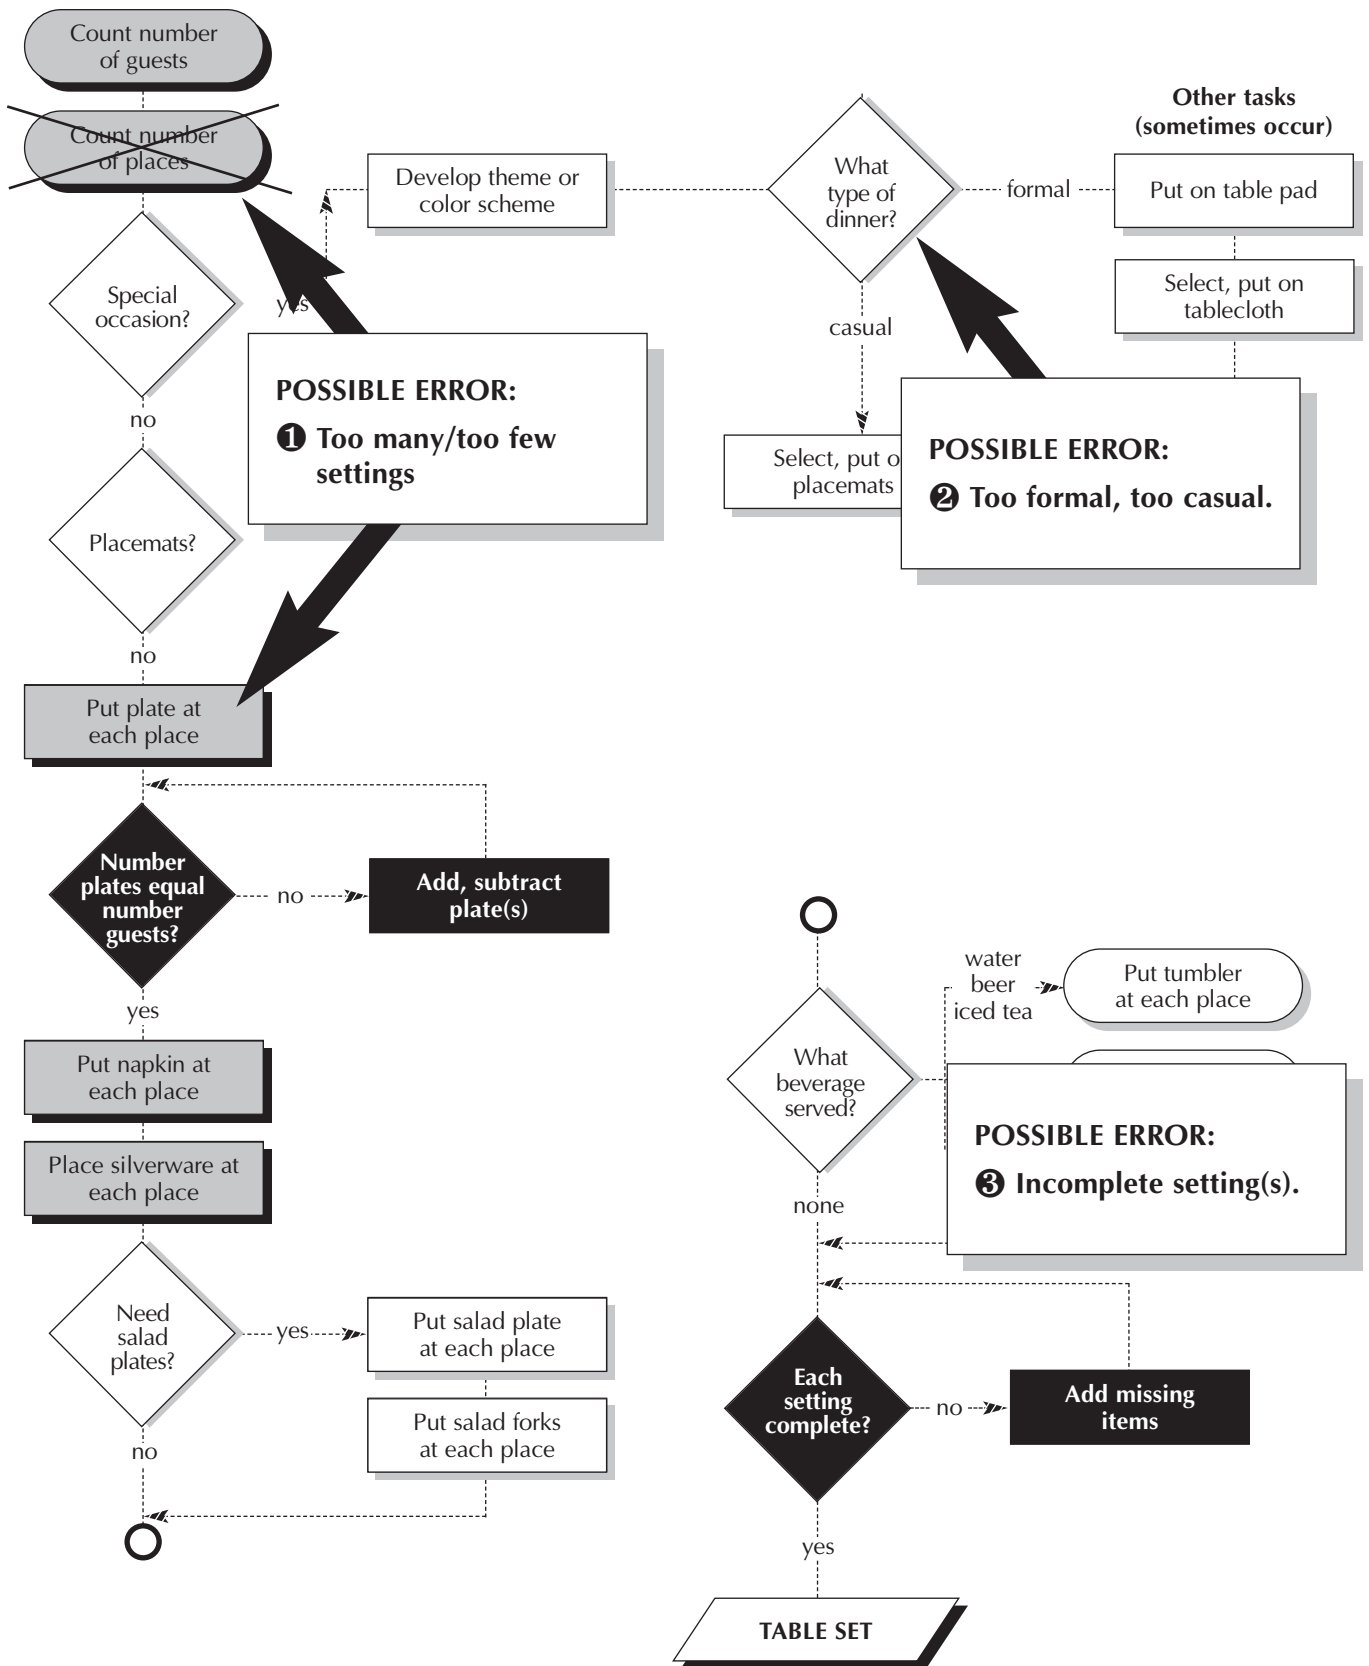 Count number
of guests
Count number
of places
Special
occasion?
yes
no
Placemats?
no
Develop theme or
color scheme
What
type of
dinner?
formal
casual
Other tasks
(sometimes occur)
Put on table pad
Select, put on
tablecloth
Select, put o
placemats
POSSIBLE ERROR:
❶ Too many/too few
settings
POSSIBLE ERROR:
❷ Too formal, too casual.
Put plate at
each place
Number
plates equal
number
guests?
no
Add, subtract
plate(s)
yes
Put napkin at
each place
Place silverware at
each place
Need
salad
plates?
yes
Put salad plate
at each place
Put salad forks
at each place
no
What
beverage
served?
water
beer
iced tea
Put tumbler
at each place
POSSIBLE ERROR:
❸ Incomplete setting(s).
none
Each
setting
complete?
no
Add missing
items
yes
TABLE SET